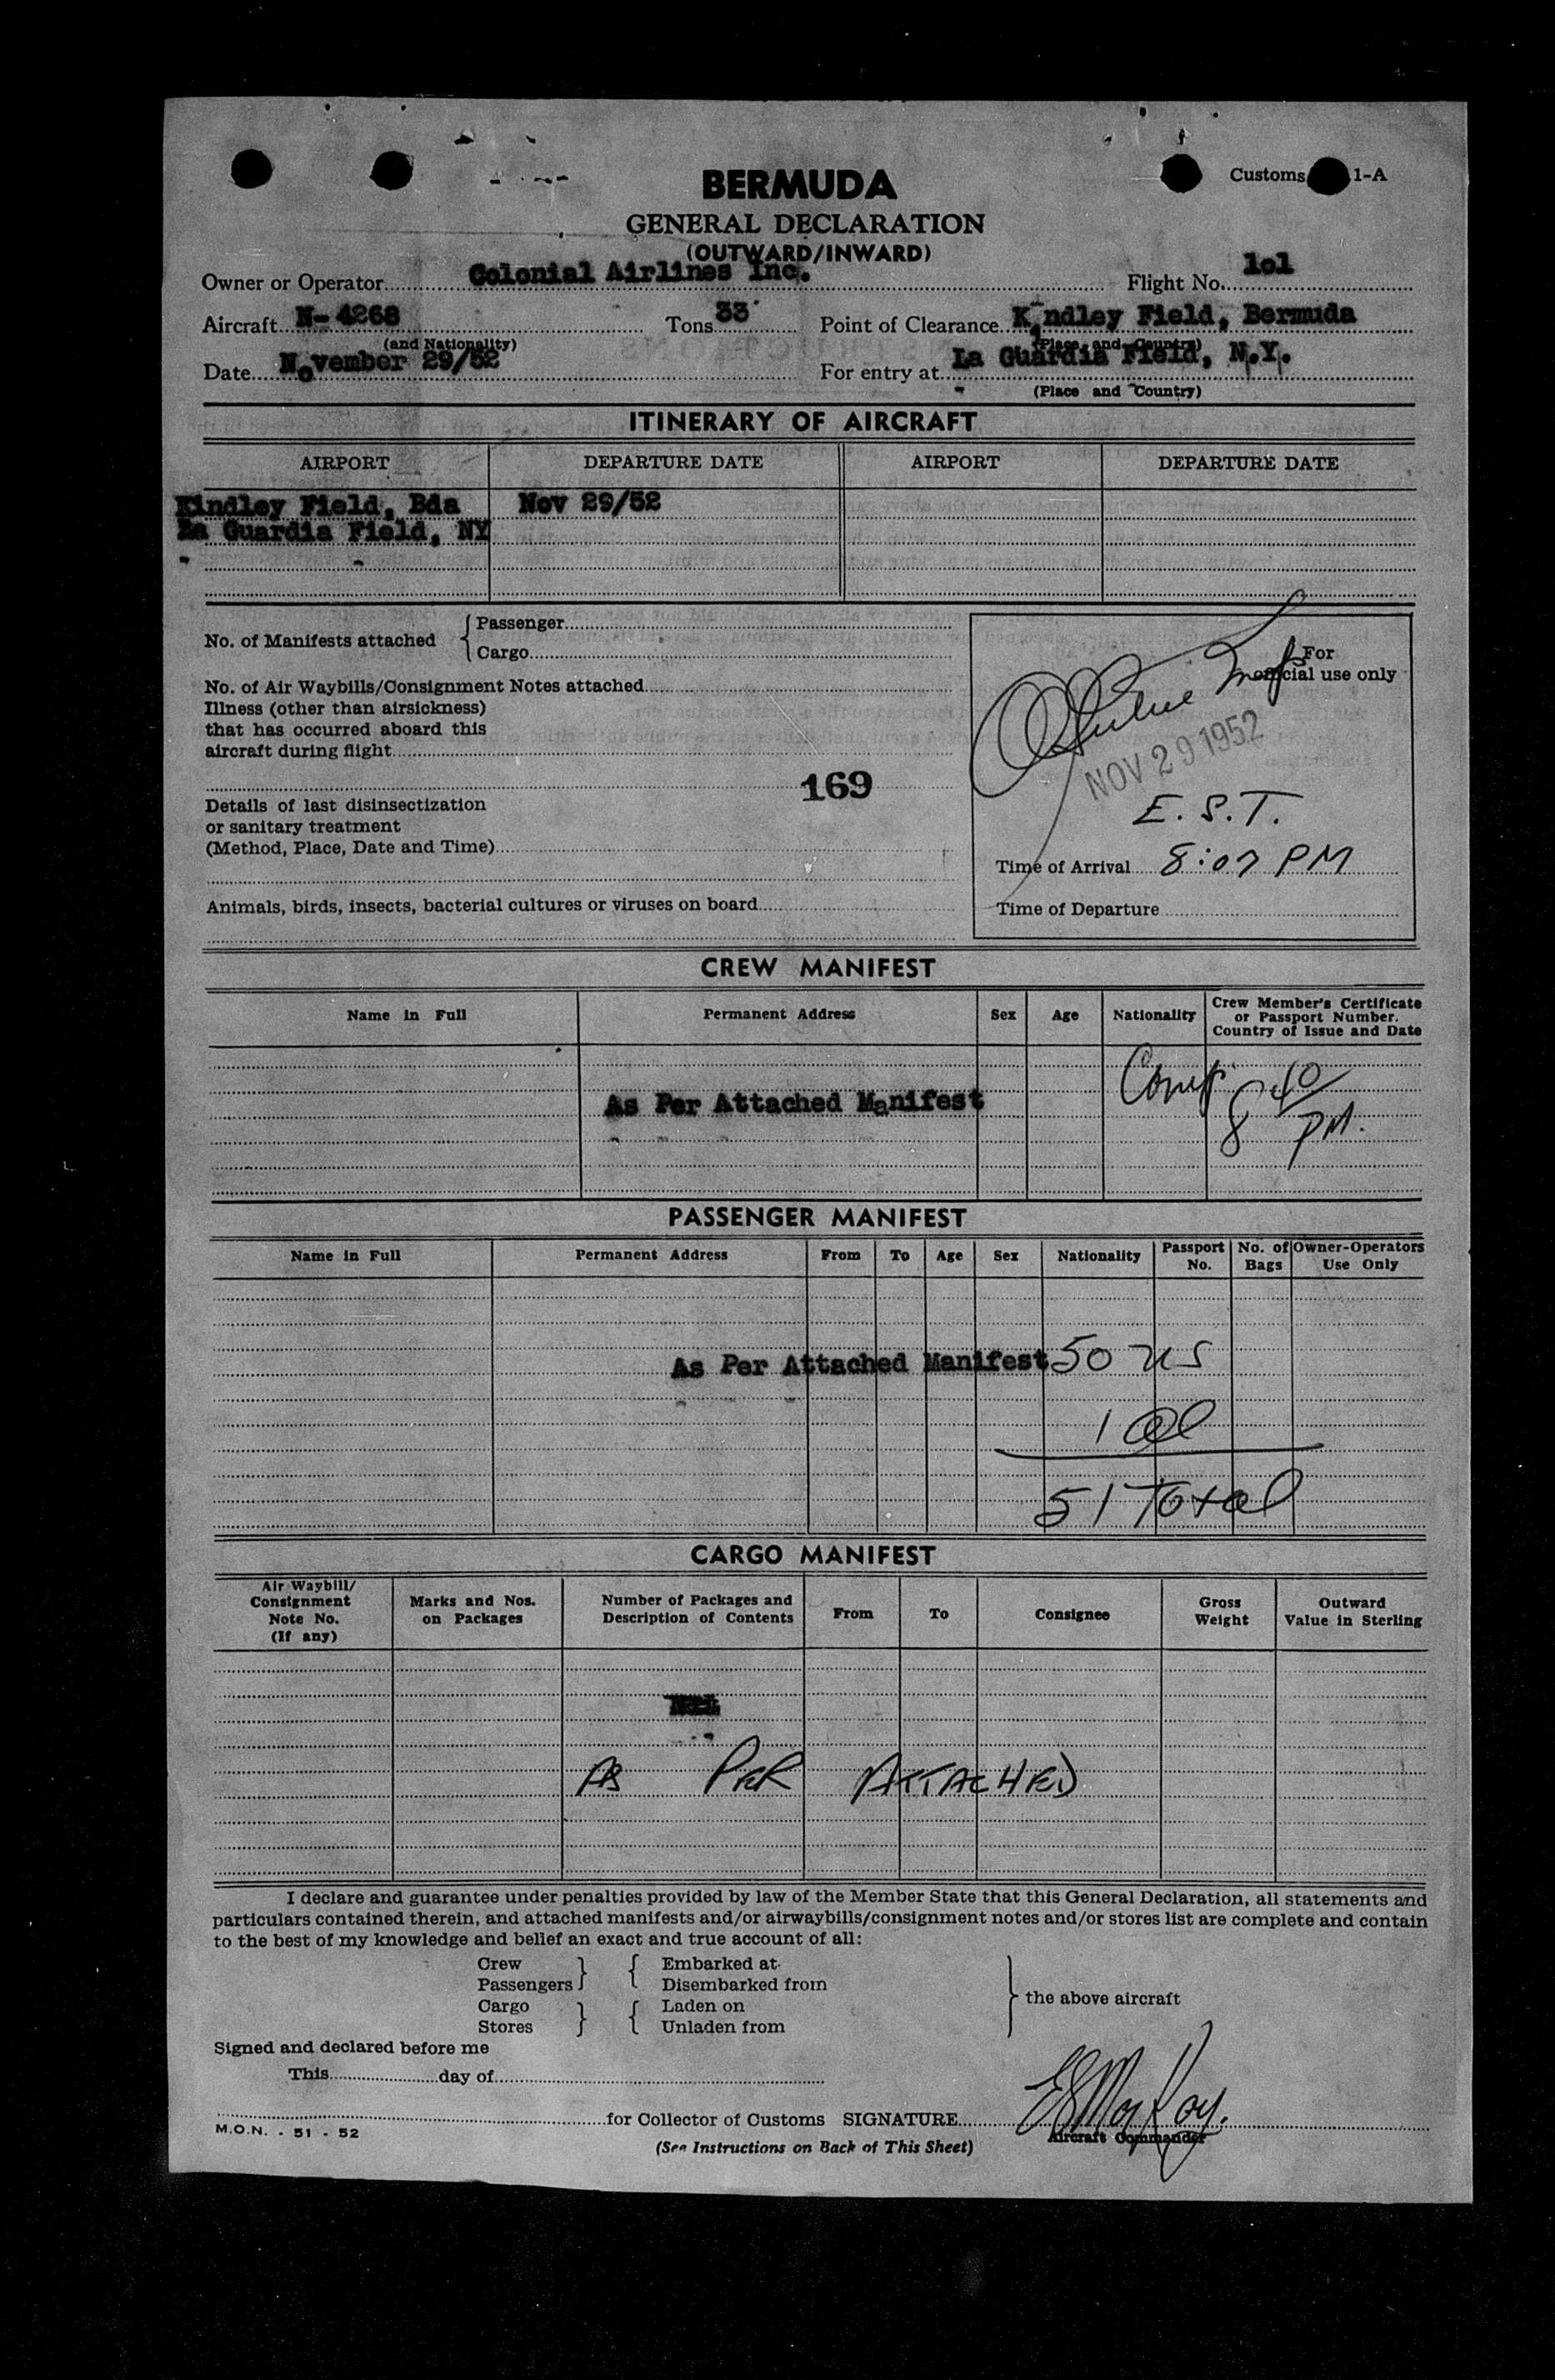 Customs 1-A
BERMUDA
GENERAL DECLARATION
(OUTWARD/INWARD)
Owner or Operator Colonial Airlines Inc. Flight No. 1o1
Aircraft N- 4268 Tons 33 Point of Clearance Kindley Field, Bermuda
(and Nationality) (Place and Country)
Date November 29/52 For entry at La Guardia Field, N.Y.
(Place and Country)
ITINERARY OF AIRCRAFT
AIRPORT DEPARTURE DATE AIRPORT DEPARTURE DATE
Kindley Field, Bda Nov 29/52
La Guardia Field, NY
No. of Manifests attached { Passenger
Cargo
For
official use only
No. of Air Waybills/Consignment Notes attached
Illness (other than airsickness)
that has occurred aboard this
aircraft during flight
NOV 29 1952
169
Details of last disinsectization
or sanitary treatment
(Method, Place, Date and Time)
E.S.T.
Time of Arrival 8:07 PM
Animals, birds, insects, bacterial cultures or viruses on board
Time of Departure
CREW MANIFEST
Name in Full Permanent Address Sex Age Nationality Crew Member's Certificate
or Passport Number.
Country of Issue and Date
As Per Attached Manifest
Comp. 8 40 PM.
PASSENGER MANIFEST
Name in Full Permanent Address From To Age Sex Nationality Passport No. No. of Bags Owner-Operators Use Only
As Per Attached Manifest 50 US
1 al
51 Total
CARGO MANIFEST
Air Waybill/
Consignment
Note No.
(If any)
Marks and Nos.
on Packages
Number of Packages and
Description of Contents
From To Consignee
Gross
Weight
Outward
Value in Sterling
AS PER ATTACHED
I declare and guarantee under penalties provided by law of the Member State that this General Declaration, all statements and
particulars contained therein, and attached manifests and/or airwaybills/consignment notes and/or stores list are complete and contain
to the best of my knowledge and belief an exact and true account of all:
Crew } { Embarked at
Passengers Disembarked from
Cargo } { Laden on
Stores Unladen from
} the above aircraft
Signed and declared before me
This day of
for Collector of Customs SIGNATURE
Aircraft Commander
M.O.N. - 51 - 52
(See Instructions on Back of This Sheet)